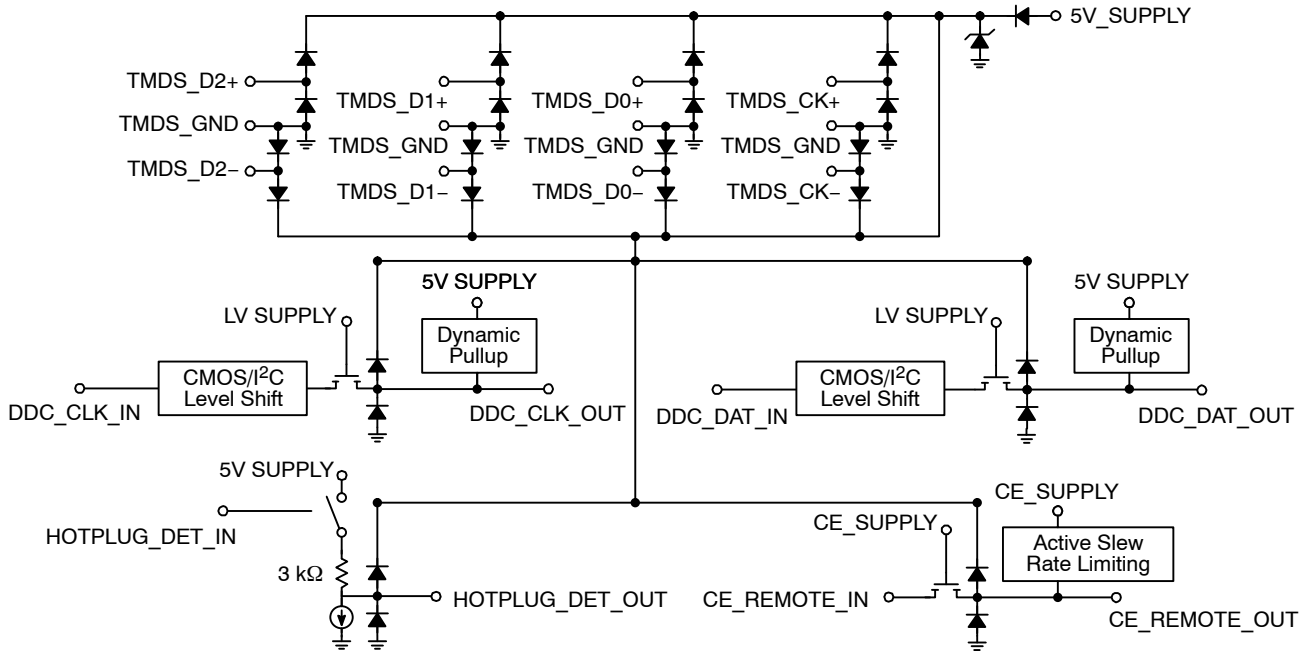 5V_SUPPLY
TMDS_D2+
TMDS_D1+
TMDS_D0+
TMDS_CK+
TMDS_GND
TMDS_GND
TMDS_GND
TMDS_GND
TMDS_D2−
TMDS_D1−
TMDS_D0−
TMDS_CK−
5V SUPPLY
5V SUPPLY
LV SUPPLY
LV SUPPLY
Dynamic
Pullup
Dynamic
Pullup
CMOS/I²C
Level Shift
CMOS/I²C
Level Shift
DDC_CLK_IN
DDC_CLK_OUT
DDC_DAT_IN
DDC_DAT_OUT
5V SUPPLY
HOTPLUG_DET_IN
3 kΩ
HOTPLUG_DET_OUT
CE_SUPPLY
CE_SUPPLY
Active Slew
Rate Limiting
CE_REMOTE_IN
CE_REMOTE_OUT